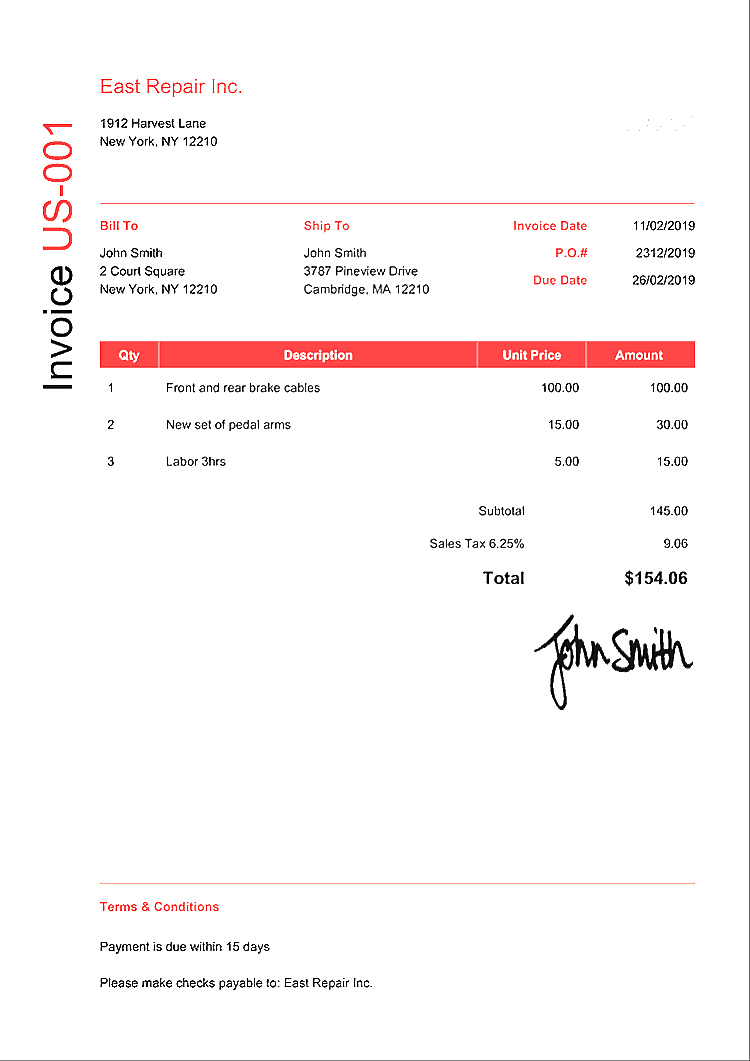 East Repair Inc.
1912 Harvest Lane
New York, NY 12210
Invoice US-001
Bill To
John Smith
2 Court Square
New York, NY 12210
Ship To
John Smith
3787 Pineview Drive
Cambridge, MA 12210
Invoice Date 11/02/2019
P.O.# 2312/2019
Due Date 26/02/2019
Qty Description Unit Price Amount
1 Front and rear brake cables 100.00 100.00
2 New set of pedal arms 15.00 30.00
3 Labor 3hrs 5.00 15.00
Subtotal 145.00
Sales Tax 6.25% 9.06
Total $154.06
John Smith
Terms & Conditions
Payment is due within 15 days
Please make checks payable to: East Repair Inc.